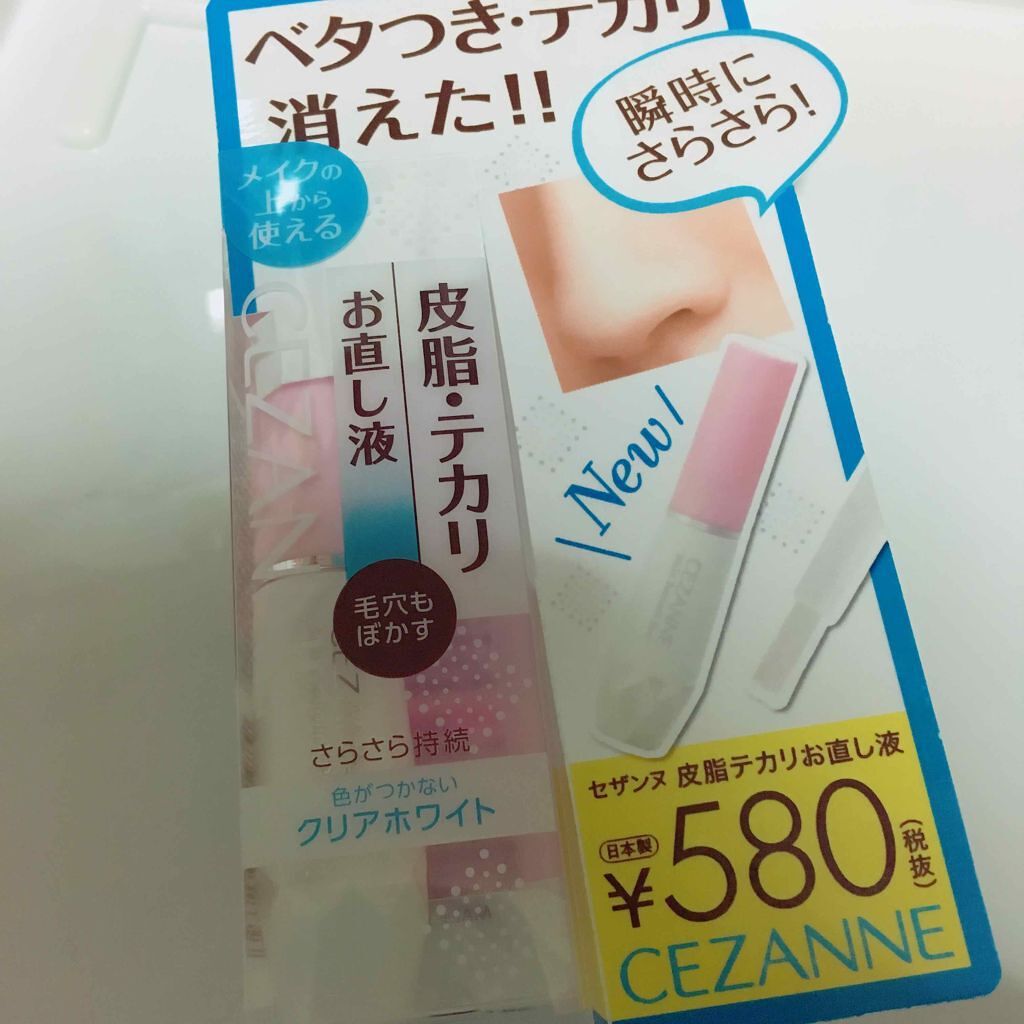 ベタつき・テカリ
消えた!!
瞬時に
さらさら!
メイクの
上から
使える
CEZAN
皮脂・テカリ
お直し液
毛穴も
ぼかす
New
CEZANNE
さらさら持続
色がつかない
クリアホワイト
セザンヌ 皮脂テカリお直し液
日本製
¥580(税抜)
CEZANNE